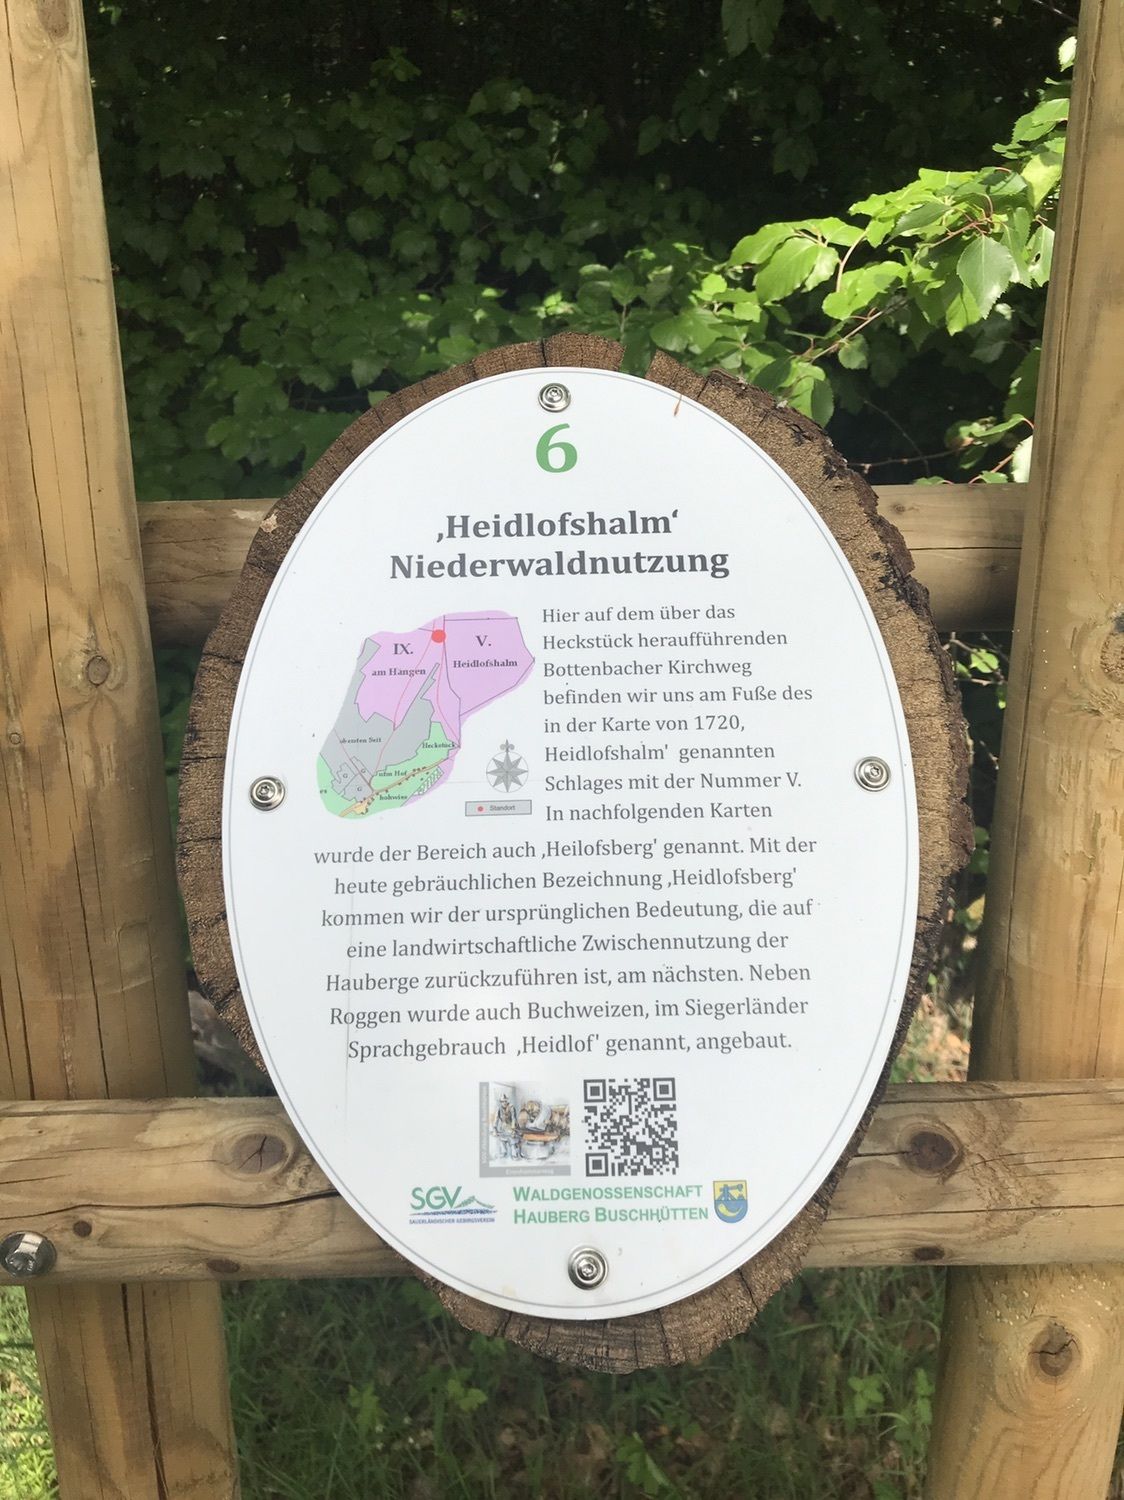 6
‚Heidlofshalm‘
Niederwaldnutzung
IX.
am Hangen
V.
Heidlofshalm
Heckstück
Standort
Hier auf dem über das
Heckstück heraufführenden
Bottenbacher Kirchweg
befinden wir uns am Fuße des
in der Karte von 1720,
Heidlofshalm' genannten
Schlages mit der Nummer V.
In nachfolgenden Karten
wurde der Bereich auch ‚Heilofsberg' genannt. Mit der
heute gebräuchlichen Bezeichnung ‚Heidlofsberg'
kommen wir der ursprünglichen Bedeutung, die auf
eine landwirtschaftliche Zwischennutzung der
Hauberge zurückzuführen ist, am nächsten. Neben
Roggen wurde auch Buchweizen, im Siegerländer
Sprachgebrauch ‚Heidlof' genannt, angebaut.
SGV
SAUERLÄNDISCHER GEBIRGSVEREIN
WALDGENOSSENSCHAFT
HAUBERG BUSCHHÜTTEN